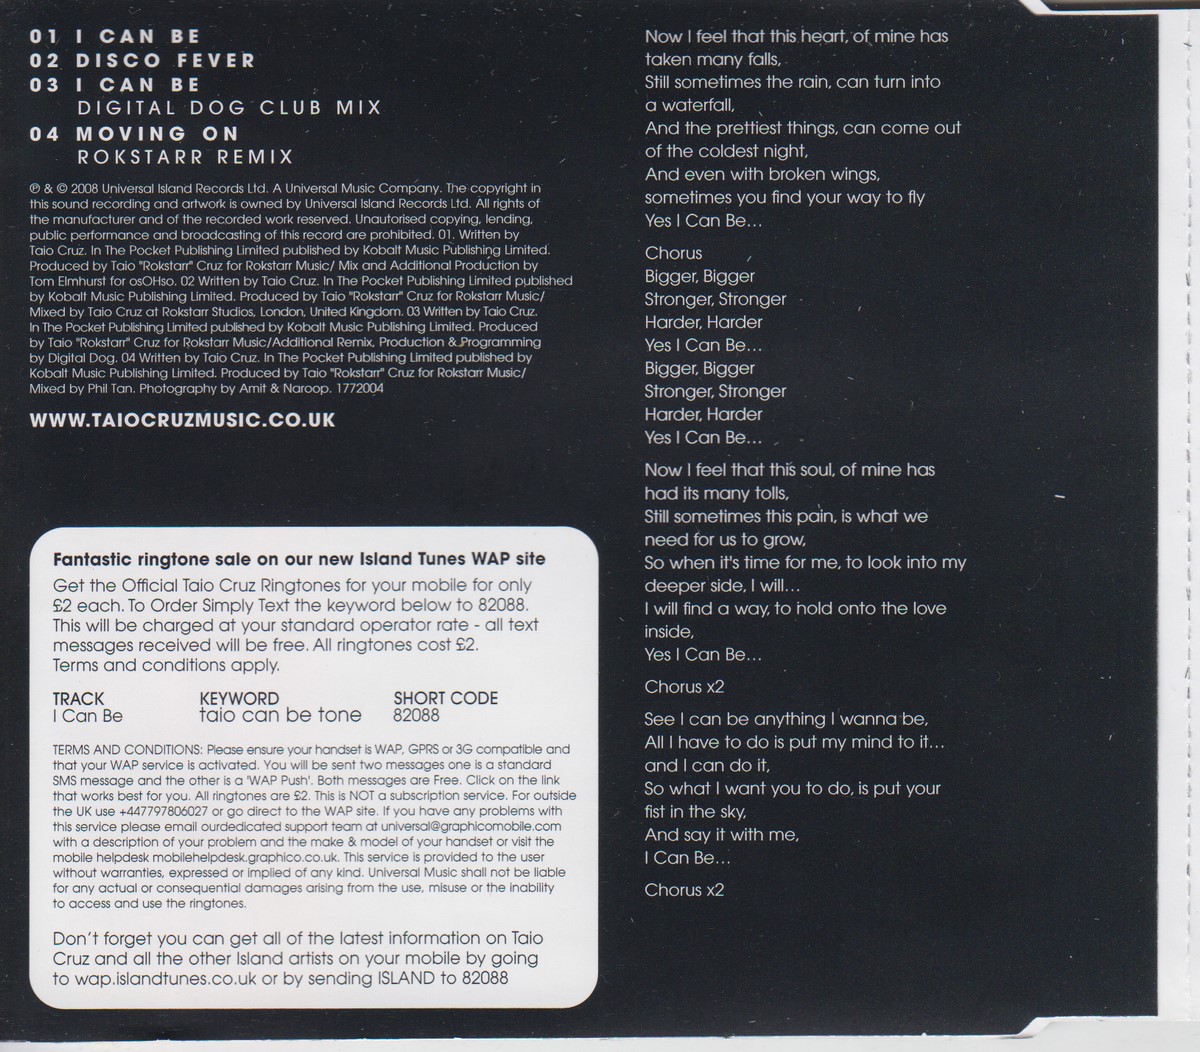 01 I CAN BE
02 DISCO FEVER
03 I CAN BE
DIGITAL DOG CLUB MIX
04 MOVING ON
ROKSTARR REMIX
℗ & © 2008 Universal Island Records Ltd. A Universal Music Company. The copyright in
this sound recording and artwork is owned by Universal Island Records Ltd. All rights of
the manufacturer and of the recorded work reserved. Unautorised copying, lending,
public performance and broadcasting of this record are prohibited. 01. Written by
Taio Cruz. In The Pocket Publishing Limited published by Kobalt Music Publishing Limited.
Produced by Taio "Rokstarr" Cruz for Rokstarr Music/ Mix and Additional Production by
Tom Elmhurst for osOHso. 02 Written by Taio Cruz. In The Pocket Publishing Limited published
by Kobalt Music Publishing Limited. Produced by Taio "Rokstarr" Cruz for Rokstarr Music/
Mixed by Taio Cruz at Rokstarr Studios, London, United Kingdom. 03 Written by Taio Cruz.
In The Pocket Publishing Limited published by Kobalt Music Publishing Limited. Produced
by Taio "Rokstarr" Cruz for Rokstarr Music/Additional Remix, Production & Programming
by Digital Dog. 04 Written by Taio Cruz. In The Pocket Publishing Limited published by
Kobalt Music Publishing Limited. Produced by Taio "Rokstarr" Cruz for Rokstarr Music/
Mixed by Phil Tan. Photography by Amit & Naroop. 1772004
WWW.TAIOCRUZMUSIC.CO.UK
Fantastic ringtone sale on our new Island Tunes WAP site
Get the Official Taio Cruz Ringtones for your mobile for only
£2 each. To Order Simply Text the keyword below to 82088.
This will be charged at your standard operator rate - all text
messages received will be free. All ringtones cost £2.
Terms and conditions apply.
TRACK KEYWORD SHORT CODE
I Can Be taio can be tone 82088
TERMS AND CONDITIONS: Please ensure your handset is WAP, GPRS or 3G compatible and
that your WAP service is activated. You will be sent two messages one is a standard
SMS message and the other is a 'WAP Push'. Both messages are Free. Click on the link
that works best for you. All ringtones are £2. This is NOT a subscription service. For outside
the UK use +447797806027 or go direct to the WAP site. If you have any problems with
this service please email ourdedicated support team at universal@graphicomobile.com
with a description of your problem and the make & model of your handset or visit the
mobile helpdesk mobilehelpdesk.graphico.co.uk. This service is provided to the user
without warranties, expressed or implied of any kind. Universal Music shall not be liable
for any actual or consequential damages arising from the use, misuse or the inability
to access and use the ringtones.
Don't forget you can get all of the latest information on Taio
Cruz and all the other Island artists on your mobile by going
to wap.islandtunes.co.uk or by sending ISLAND to 82088
Now I feel that this heart, of mine has
taken many falls,
Still sometimes the rain, can turn into
a waterfall,
And the prettiest things, can come out
of the coldest night,
And even with broken wings,
sometimes you find your way to fly
Yes I Can Be...
Chorus
Bigger, Bigger
Stronger, Stronger
Harder, Harder
Yes I Can Be...
Bigger, Bigger
Stronger, Stronger
Harder, Harder
Yes I Can Be...
Now I feel that this soul, of mine has
had its many tolls,
Still sometimes this pain, is what we
need for us to grow,
So when it's time for me, to look into my
deeper side, I will...
I will find a way, to hold onto the love
inside,
Yes I Can Be...
Chorus x2
See I can be anything I wanna be,
All I have to do is put my mind to it...
and I can do it,
So what I want you to do, is put your
fist in the sky,
And say it with me,
I Can Be...
Chorus x2